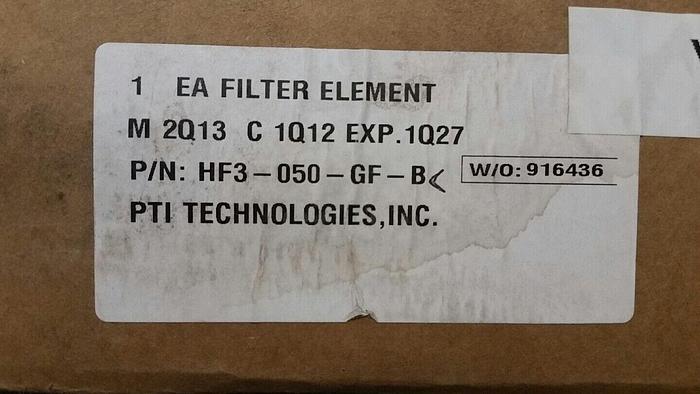 1 EA FILTER ELEMENT
M 2Q13 C 1Q12 EXP.1Q27
P/N: HF3-050-GF-B
W/O: 916436
PTI TECHNOLOGIES,INC.